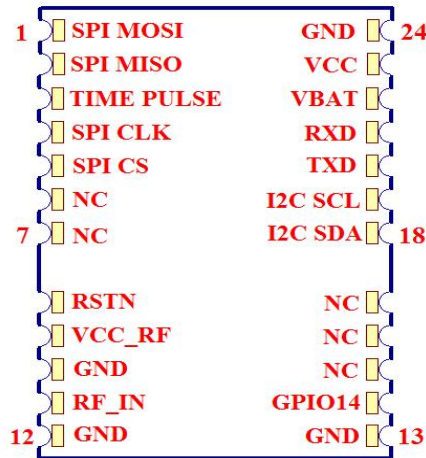 1 SPI MOSI GND 24
SPI MISO VCC
TIME PULSE VBAT
SPI CLK RXD
SPI CS TXD
NC I2C SCL
7 NC I2C SDA 18
RSTN NC
VCC_RF NC
GND NC
RF_IN GPIO14
12 GND GND 13